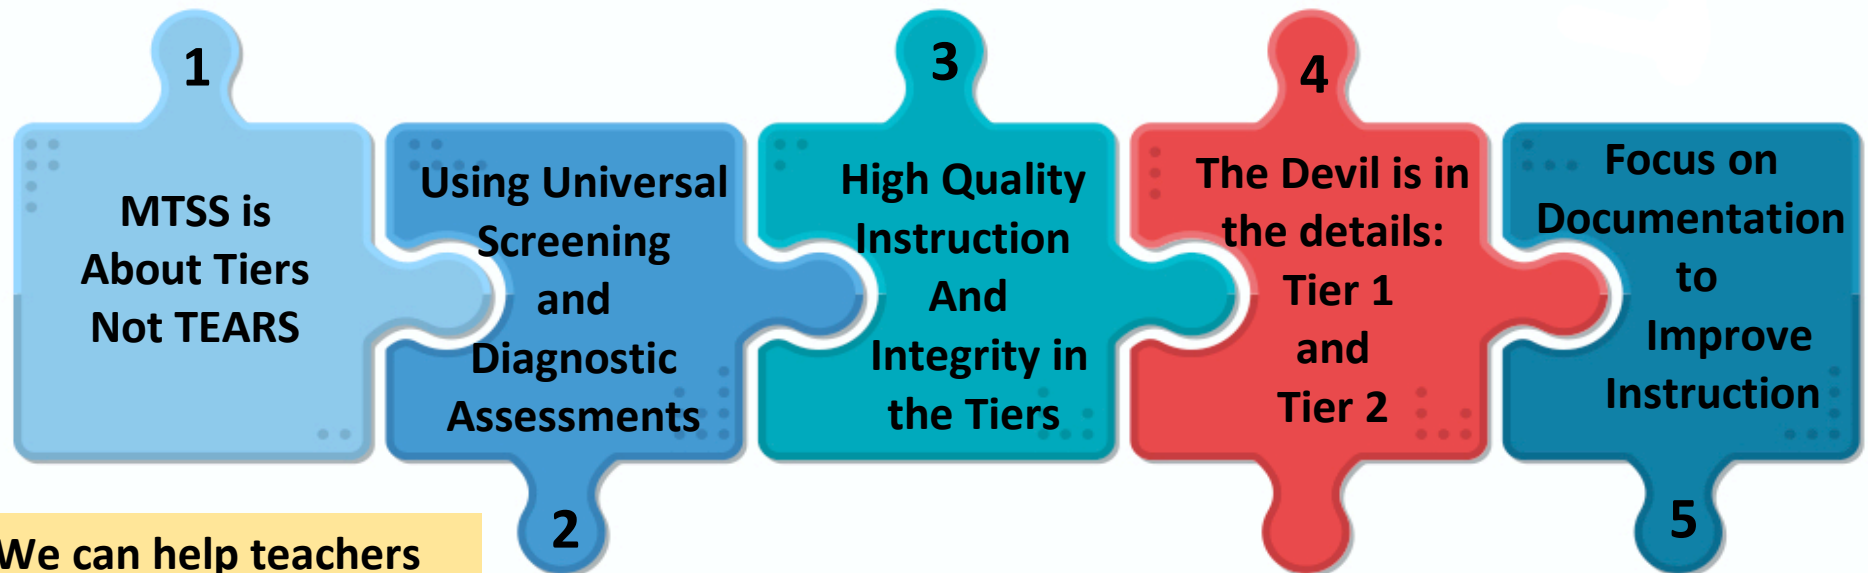 1
MTSS is
About Tiers
Not TEARS
2
Using Universal
Screening
and
Diagnostic
Assessments
3
High Quality
Instruction
And
Integrity in
the Tiers
4
The Devil is in
the details:
Tier 1
and
Tier 2
5
Focus on
Documentation
to
Improve
Instruction
We can help teachers